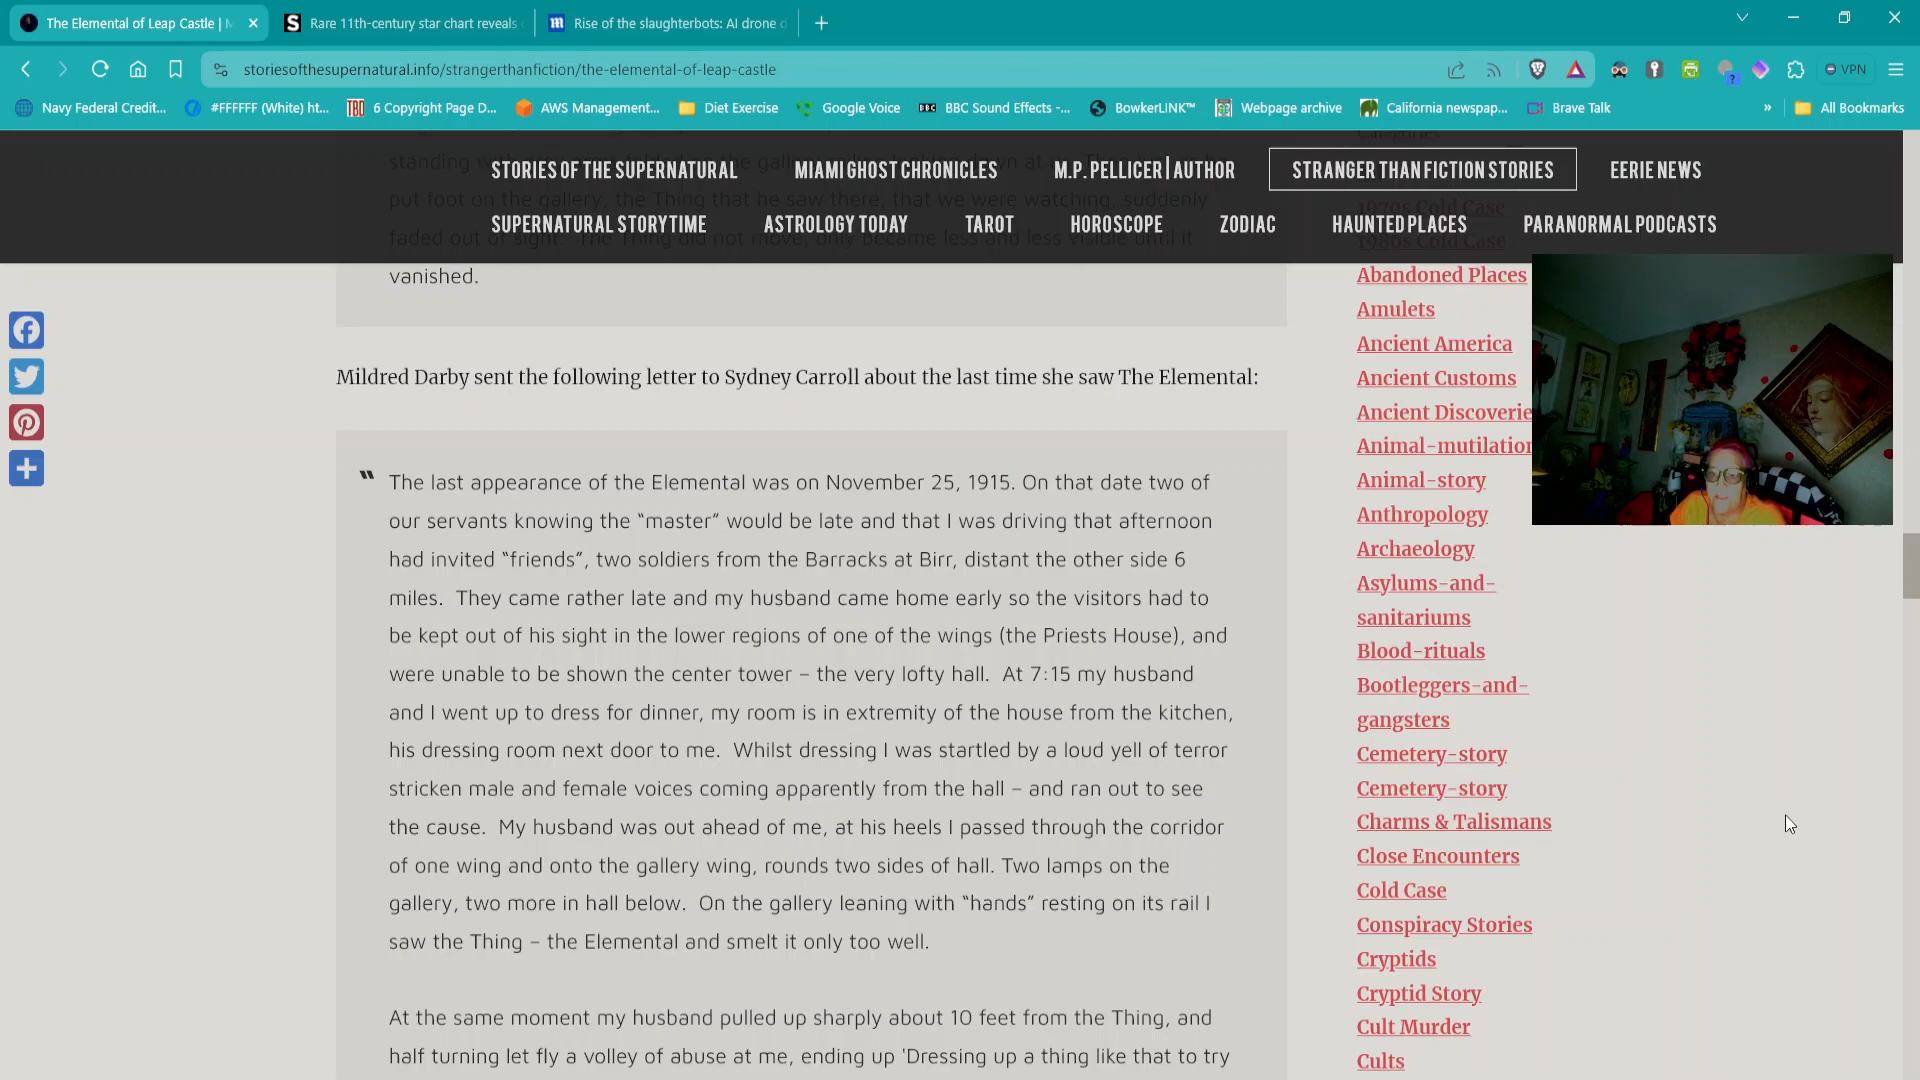 The Elemental of Leap Castle |
Rare 11th-century star chart reveals
Rise of the slaughterbots: AI drone
storiesofthesupernatural.info/strangerthanfiction/the-elemental-of-leap-castle
VPN
Navy Federal Credit...
#FFFFFF (White) ht...
6 Copyright Page D...
AWS Management...
Diet Exercise
Google Voice
BBC Sound Effects -...
BowkerLINK™
Webpage archive
California newspap...
Brave Talk
»
All Bookmarks
STORIES OF THE SUPERNATURAL
MIAMI GHOST CHRONICLES
M.P. PELLICER | AUTHOR
STRANGER THAN FICTION STORIES
EERIE NEWS
SUPERNATURAL STORYTIME
ASTROLOGY TODAY
TAROT
HOROSCOPE
ZODIAC
HAUNTED PLACES
PARANORMAL PODCASTS
put foot on the gallery, the Thing that he saw there, that we were watching, suddenly
faded out of sight. The Thing did not move, only became less and less visible until it
vanished.
Mildred Darby sent the following letter to Sydney Carroll about the last time she saw The Elemental:
" The last appearance of the Elemental was on November 25, 1915. On that date two of
our servants knowing the “master” would be late and that I was driving that afternoon
had invited “friends”, two soldiers from the Barracks at Birr, distant the other side 6
miles.  They came rather late and my husband came home early so the visitors had to
be kept out of his sight in the lower regions of one of the wings (the Priests House), and
were unable to be shown the center tower – the very lofty hall.  At 7:15 my husband
and I went up to dress for dinner, my room is in extremity of the house from the kitchen,
his dressing room next door to me.  Whilst dressing I was startled by a loud yell of terror
stricken male and female voices coming apparently from the hall – and ran out to see
the cause.  My husband was out ahead of me, at his heels I passed through the corridor
of one wing and onto the gallery wing, rounds two sides of hall. Two lamps on the
gallery, two more in hall below.  On the gallery leaning with “hands” resting on its rail I
saw the Thing – the Elemental and smelt it only too well.
At the same moment my husband pulled up sharply about 10 feet from the Thing, and
half turning let fly a volley of abuse at me, ending up 'Dressing up a thing like that to try
Categories
1970s Cold Case
1980s Cold Case
Abandoned Places
Amulets
Ancient America
Ancient Customs
Ancient Discoverie
Animal-mutilation
Animal-story
Anthropology
Archaeology
Asylums-and-
sanitariums
Blood-rituals
Bootleggers-and-
gangsters
Cemetery-story
Cemetery-story
Charms & Talismans
Close Encounters
Cold Case
Conspiracy Stories
Cryptids
Cryptid Story
Cult Murder
Cults